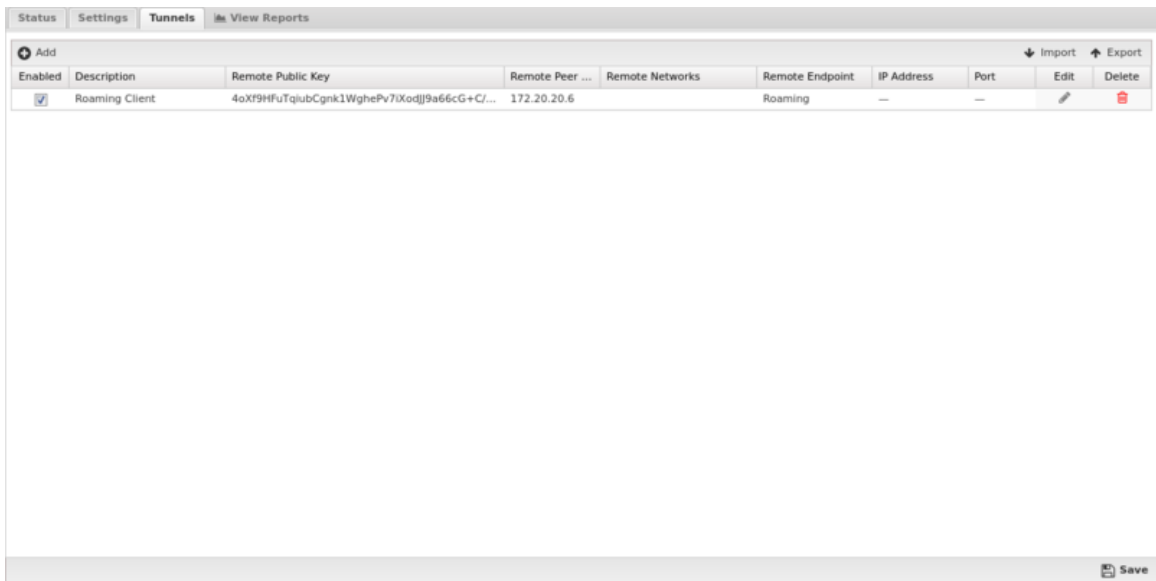 Status Settings Tunnels View Reports
Add Import Export
Enabled Description Remote Public Key Remote Peer ... Remote Networks Remote Endpoint IP Address Port Edit Delete
Roaming Client 4oXf9HFuTqiubCgnk1WghePv7iXodJJ9a66cG+C/... 172.20.20.6 Roaming — —
Save